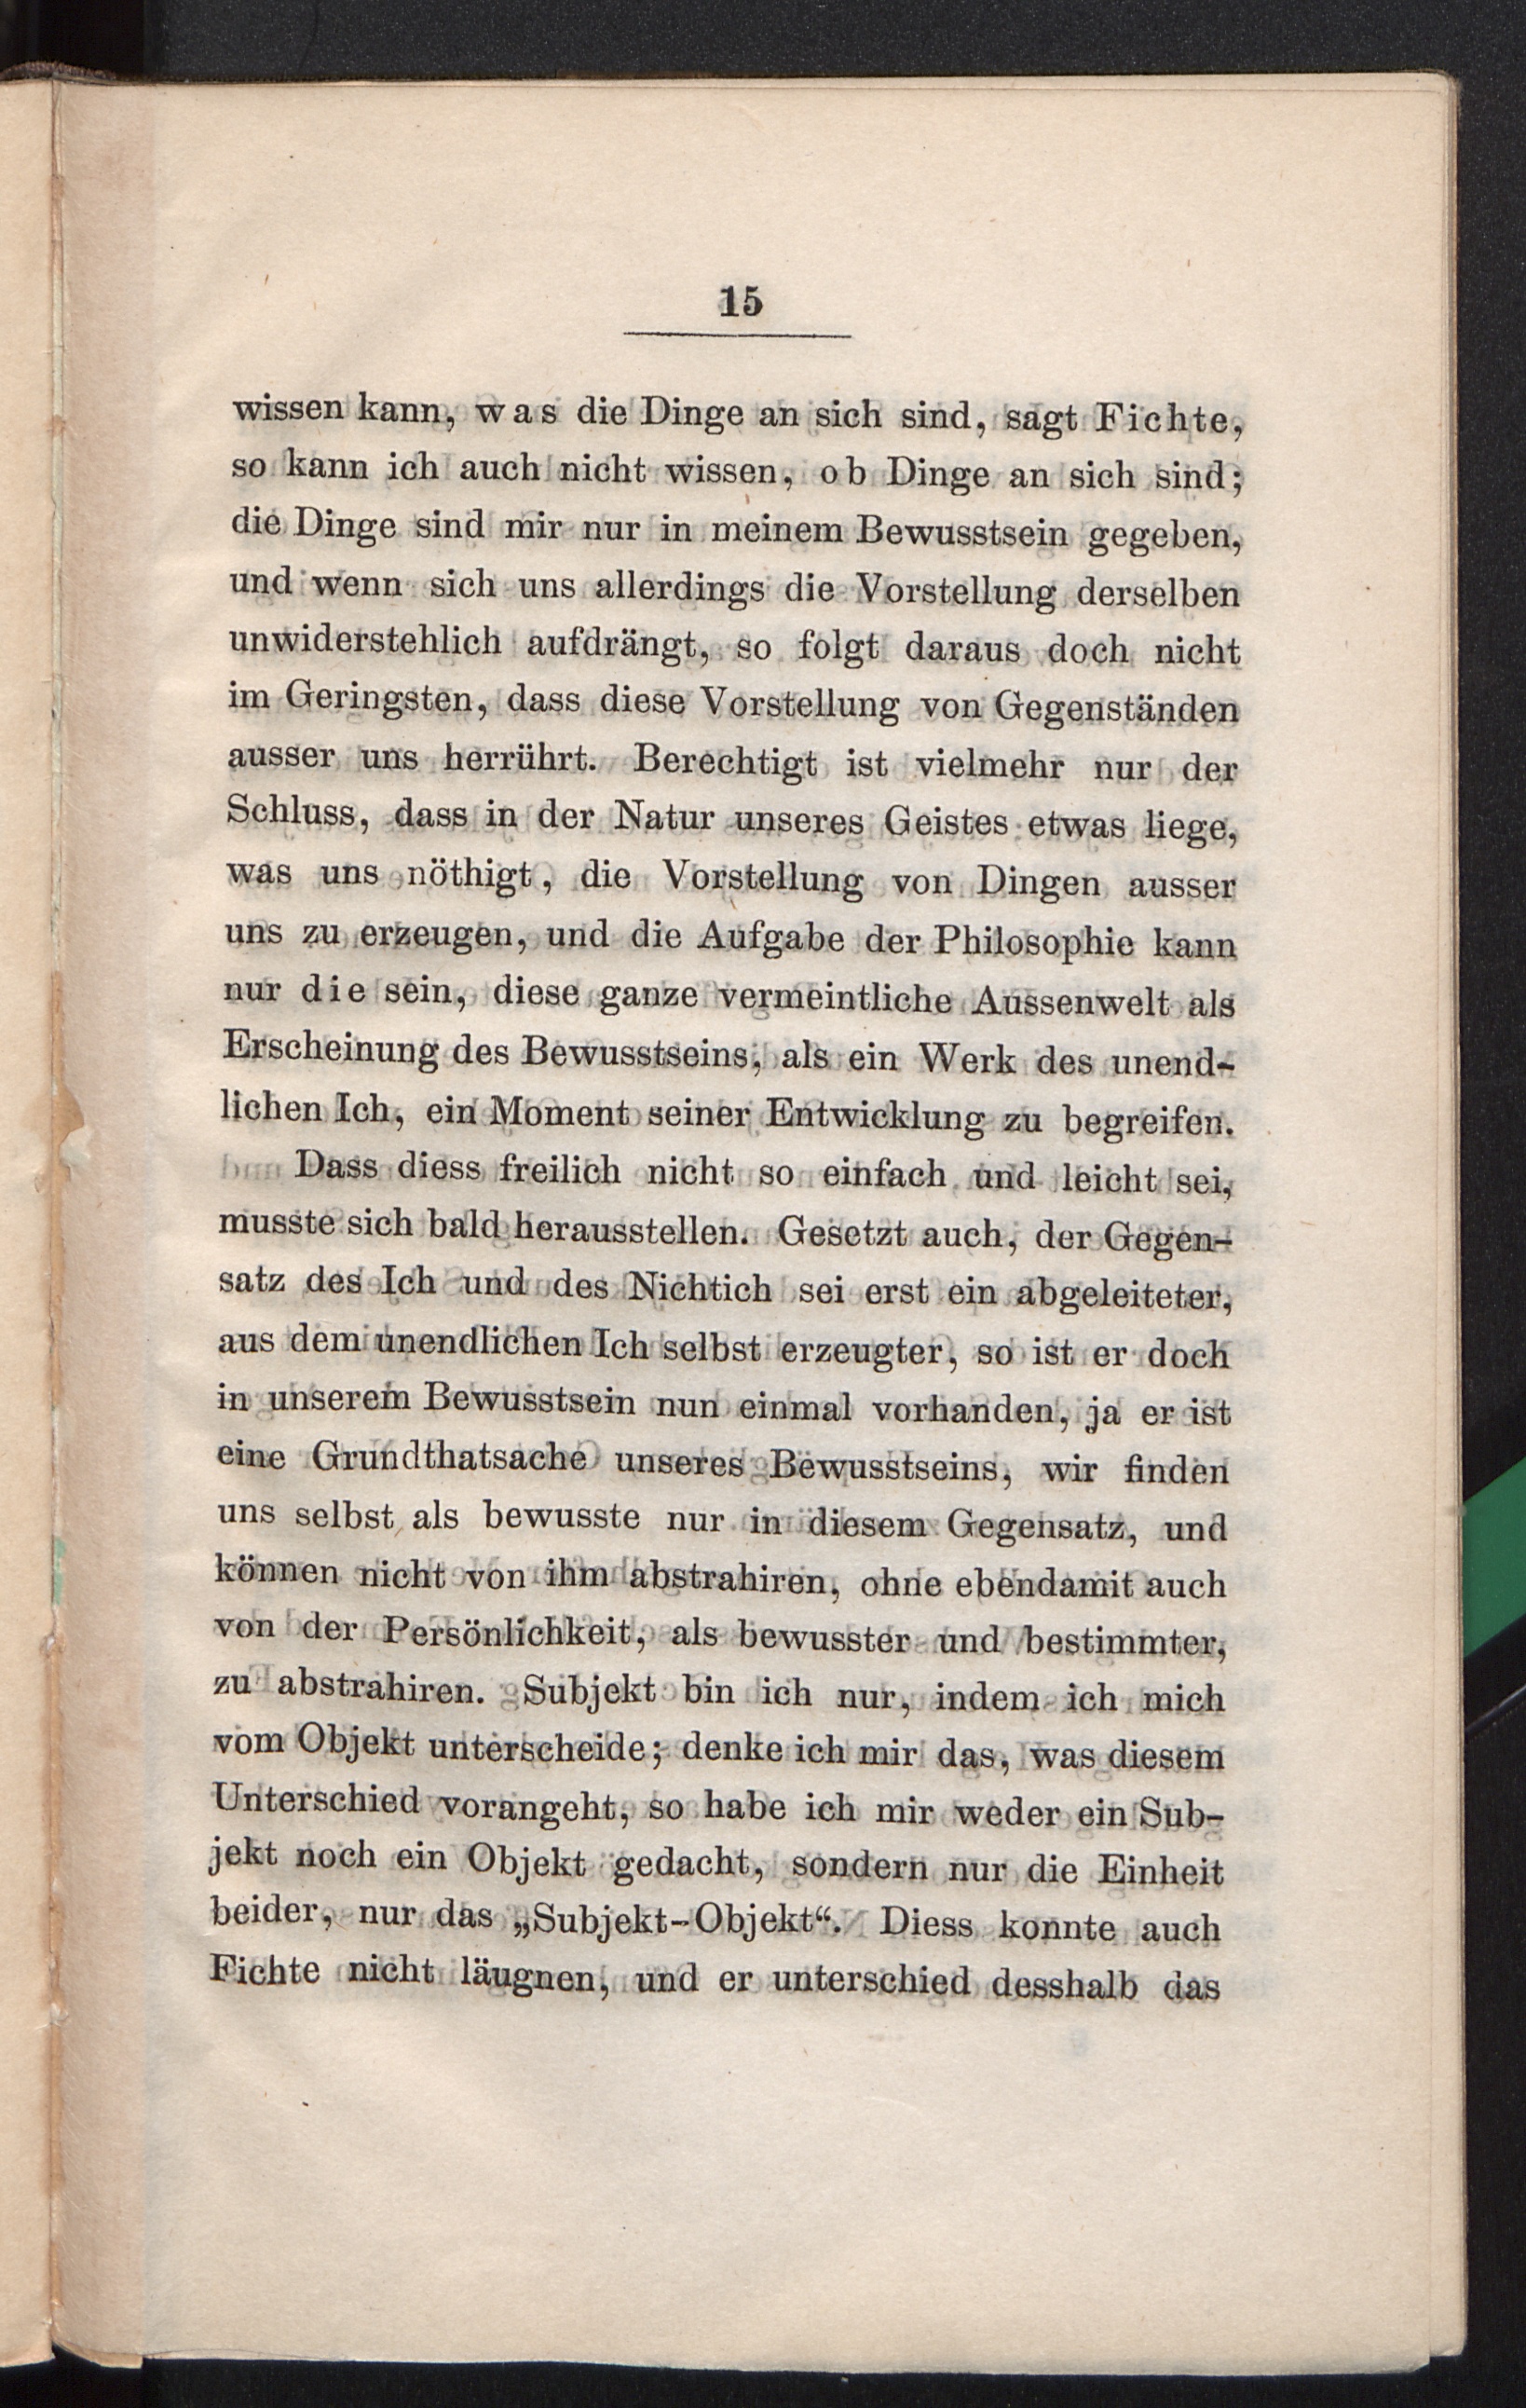 15
wissen kann, was die Dinge an sich sind, sagt Fichte,
so kann ich auch nicht wissen, ob Dinge an sich sind;
die Dinge sind mir nur in meinem Bewusstsein gegeben,
und wenn sich uns allerdings die Vorstellung derselben
unwiderstehlich aufdrängt, so folgt daraus doch nicht
im Geringsten, dass diese Vorstellung von Gegenständen
ausser uns herrührt. Berechtigt ist vielmehr nur der
Schluss, dass in der Natur unseres Geistes etwas liege,
was uns nöthigt, die Vorstellung von Dingen ausser
uns zu erzeugen, und die Aufgabe der Philosophie kann
nur die sein, diese ganze vermeintliche Aussenwelt als
Erscheinung des Bewusstseins, als ein Werk des unend-
lichen Ich, ein Moment seiner Entwicklung zu begreifen.
Dass diess freilich nicht so einfach und leicht sei,
musste sich bald herausstellen. Gesetzt auch, der Gegen-
satz des Ich und des Nichtich sei erst ein abgeleiteter,
aus dem unendlichen Ich selbst erzeugter, so ist er doch
in unserem Bewusstsein nun einmal vorhanden, ja er ist
eine Grundthatsache unseres Bewusstseins, wir finden
uns selbst als bewusste nur in diesem Gegensatz, und
können nicht von ihm abstrahiren, ohne ebendamit auch
von der Persönlichkeit, als bewusster und bestimmter,
zu abstrahiren. Subjekt bin ich nur, indem ich mich
vom Objekt unterscheide; denke ich mir das, was diesem
Unterschied vorangeht, so habe ich mir weder ein Sub-
jekt noch ein Objekt gedacht, sondern nur die Einheit
beider, nur das „Subjekt-Objekt“. Diess konnte auch
Fichte nicht läugnen, und er unterschied desshalb das